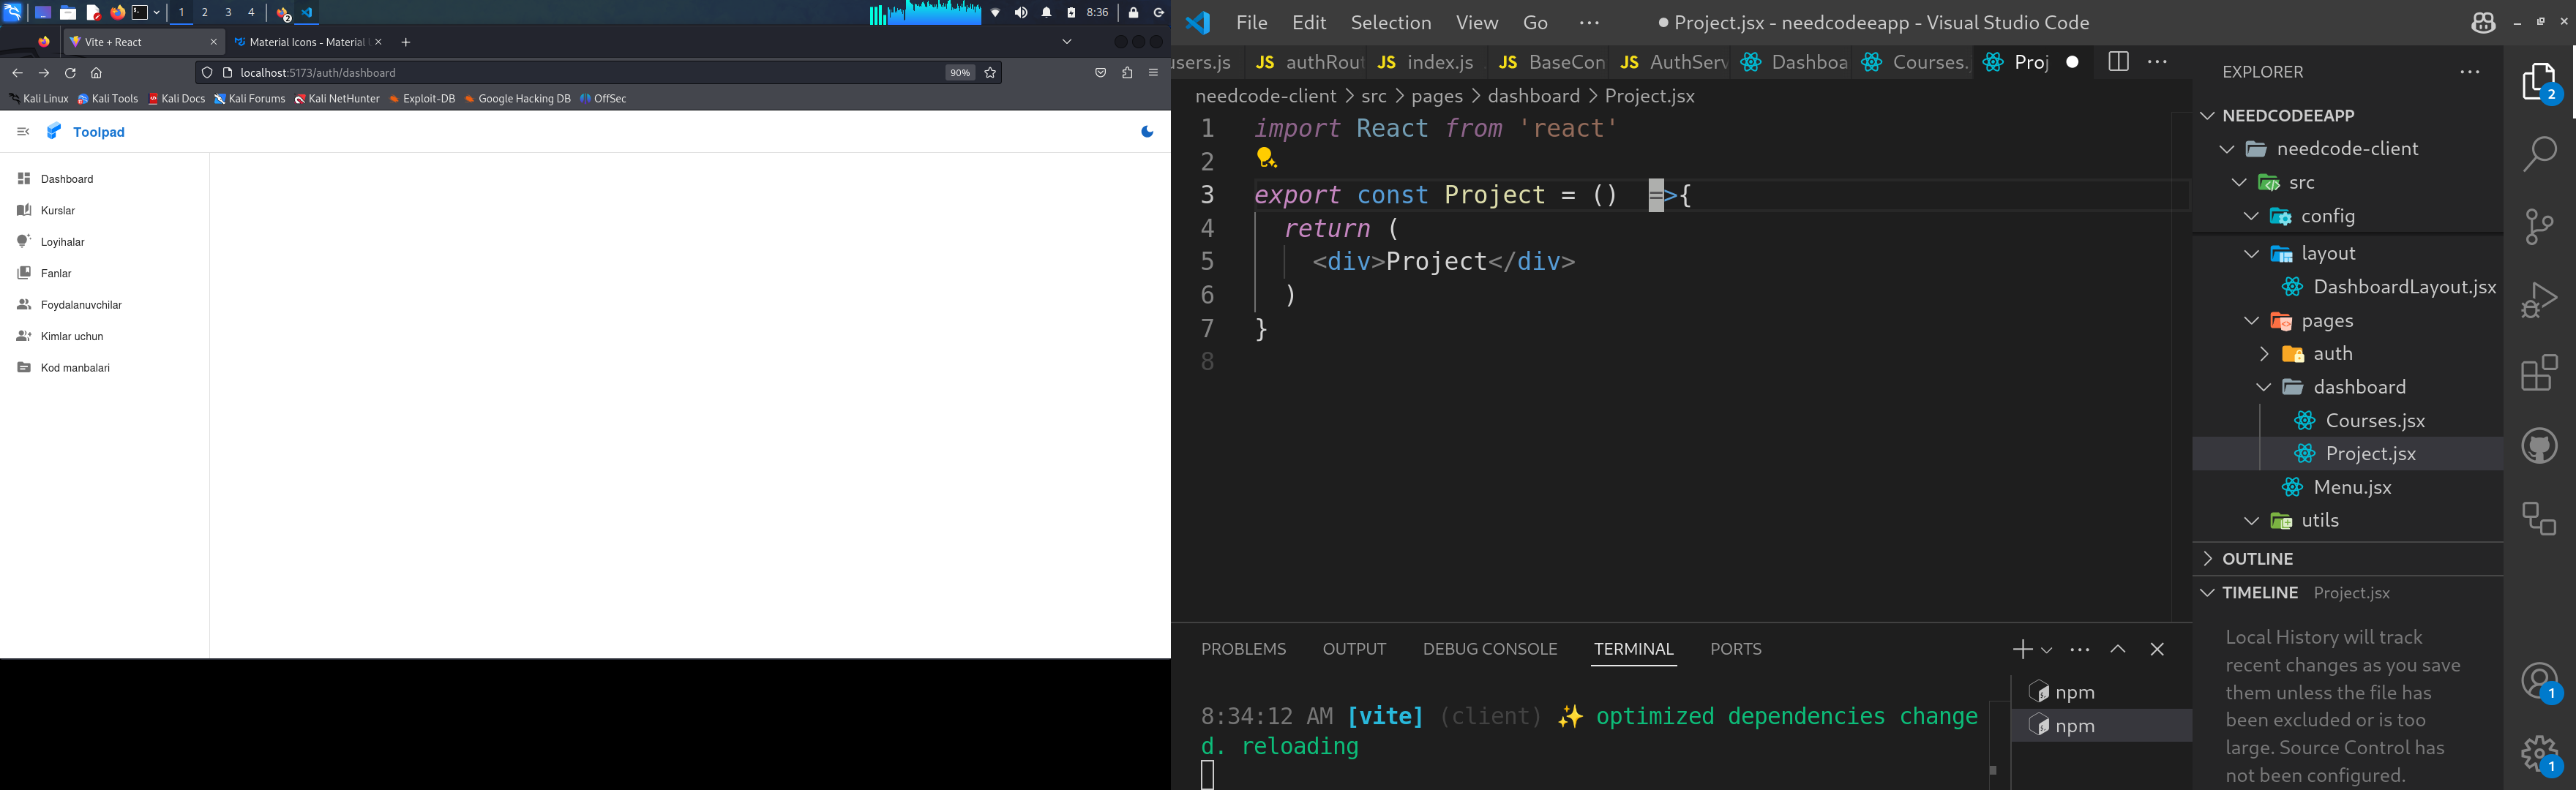 1 2 3 4 2 8:36
Vite + React
Material Icons - Material U
localhost:5173/auth/dashboard 90%
Kali Linux Kali Tools Kali Docs Kali Forums Kali NetHunter Exploit-DB Google Hacking DB OffSec
Toolpad
Dashboard
Kurslar
Loyihalar
Fanlar
Foydalanuvchilar
Kimlar uchun
Kod manbalari
File Edit Selection View Go ··· ● Project.jsx - needcodeeapp - Visual Studio Code
users.js JS authRout JS index.js JS BaseCon JS AuthServ Dashboa Courses. Proj ● ···
needcode-client > src > pages > dashboard > Project.jsx
1 import React from 'react'
2
3 export const Project = ()  =>{
4 return (
5 <div>Project</div>
6 )
7 }
8
PROBLEMS OUTPUT DEBUG CONSOLE TERMINAL PORTS
8:34:12 AM [vite] (client) ✨ optimized dependencies change
d. reloading
npm
npm
EXPLORER ···
NEEDCODEEAPP
needcode-client
src
config
layout
DashboardLayout.jsx
pages
auth
dashboard
Courses.jsx
Project.jsx
Menu.jsx
utils
OUTLINE
TIMELINE Project.jsx
Local History will track
recent changes as you save
them unless the file has
been excluded or is too
large. Source Control has
not been configured.
2
1
1